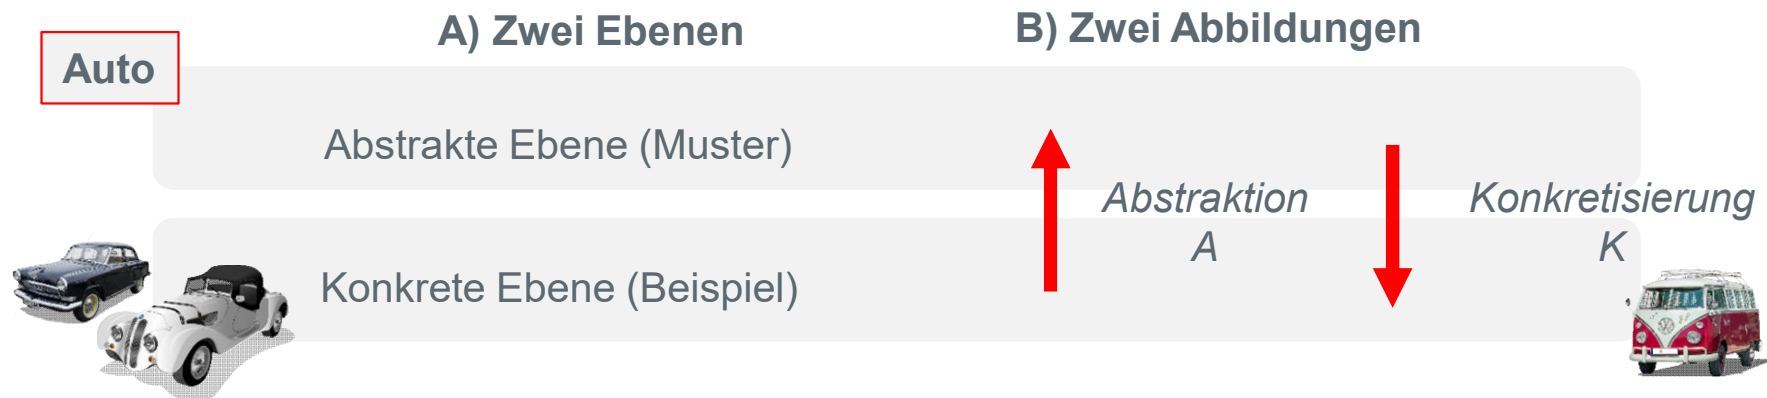 A) Zwei Ebenen
B) Zwei Abbildungen
Auto
Abstrakte Ebene (Muster)
Abstraktion
A
Konkretisierung
K
Konkrete Ebene (Beispiel)